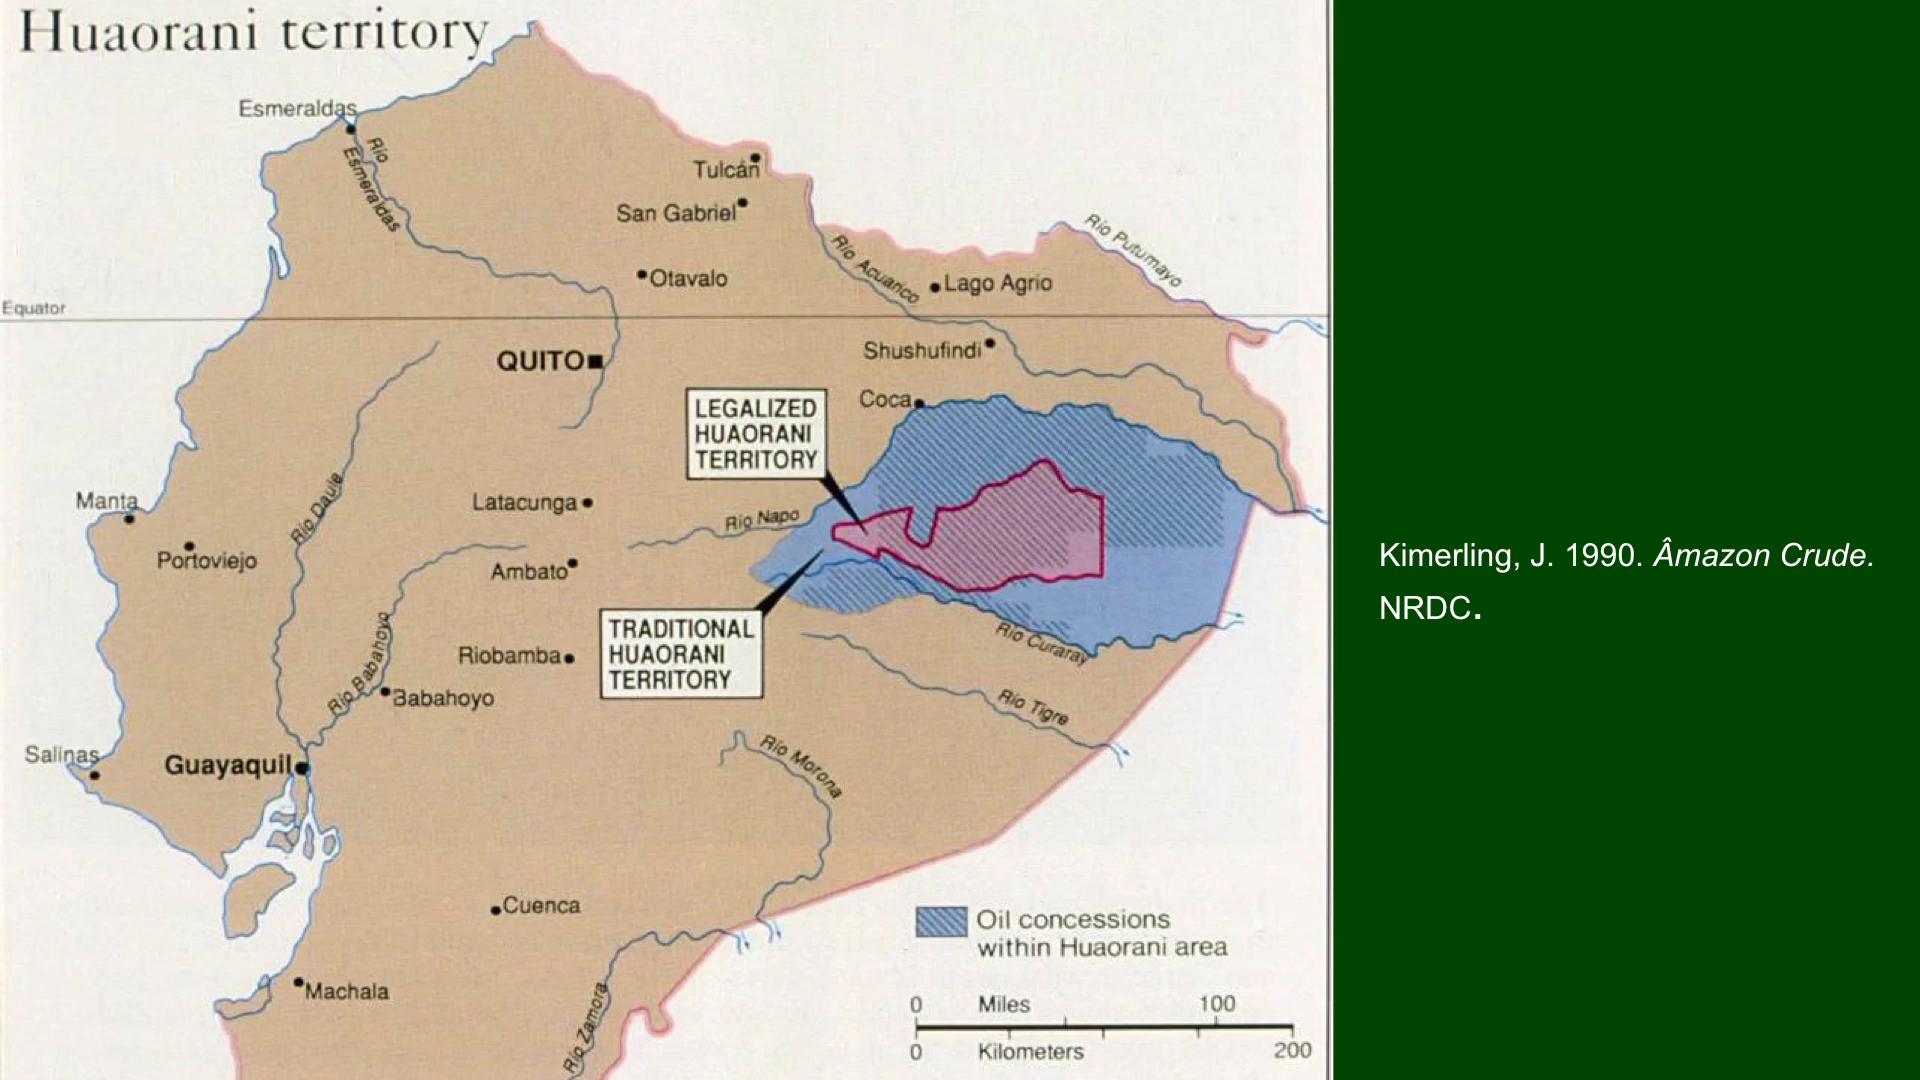 Huaorani territory
Esmeraldas
Río
Esmeraldas
Tulcán
San Gabriel
Otavalo
Río Putumayo
Río Acuarico
Lago Agrio
Equator
QUITO
Shushufindi
Coca
LEGALIZED
HUAORANI
TERRITORY
Manta
Río Daule
Latacunga
Río Napo
Portoviejo
Ambato
Kimerling, J. 1990. Âmazon Crude.
NRDC.
TRADITIONAL
HUAORANI
TERRITORY
Río Curaray
Río Babahoyo
Riobamba
Babahoyo
Río Tigre
Salinas
Guayaquil
Río Morona
Cuenca
Oil concessions
within Huaorani area
Machala
Río Zamora
0 Miles 100
0 Kilometers 200